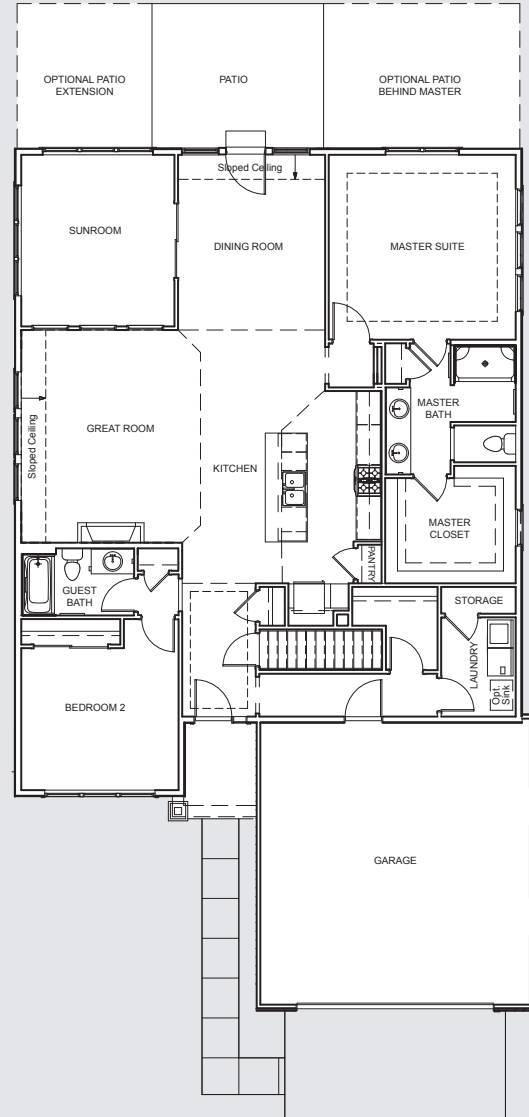 OPTIONAL PATIO
EXTENSION
PATIO
OPTIONAL PATIO
BEHIND MASTER
Sloped Ceiling
SUNROOM
DINING ROOM
MASTER SUITE
MASTER
BATH
Sloped Ceiling
GREAT ROOM
KITCHEN
MASTER
CLOSET
PANTRY
GUEST
BATH
STORAGE
LAUNDRY
Opt.
Sink
BEDROOM 2
GARAGE